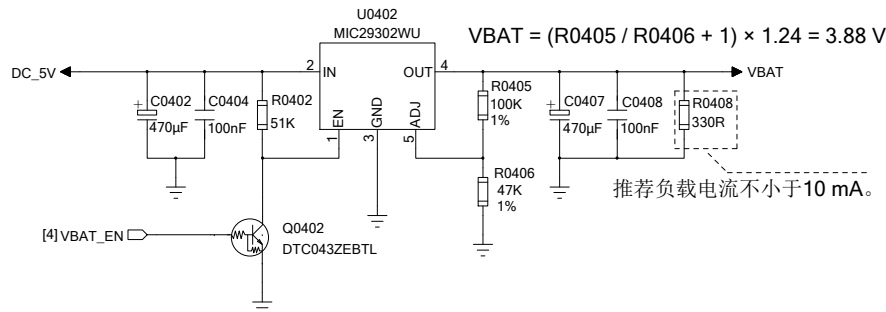 U0402
MIC29302WU
VBAT = (R0405 / R0406 + 1) × 1.24 = 3.88 V
DC_5V
2
IN
OUT
4
VBAT
EN
GND
ADJ
1
3
5
C0402
470μF
C0404
100nF
R0402
51K
R0405
100K
1%
C0407
470μF
C0408
100nF
R0408
330R
R0406
47K
1%
推荐负载电流不小于10 mA。
[4] VBAT_EN
Q0402
DTC043ZEBTL